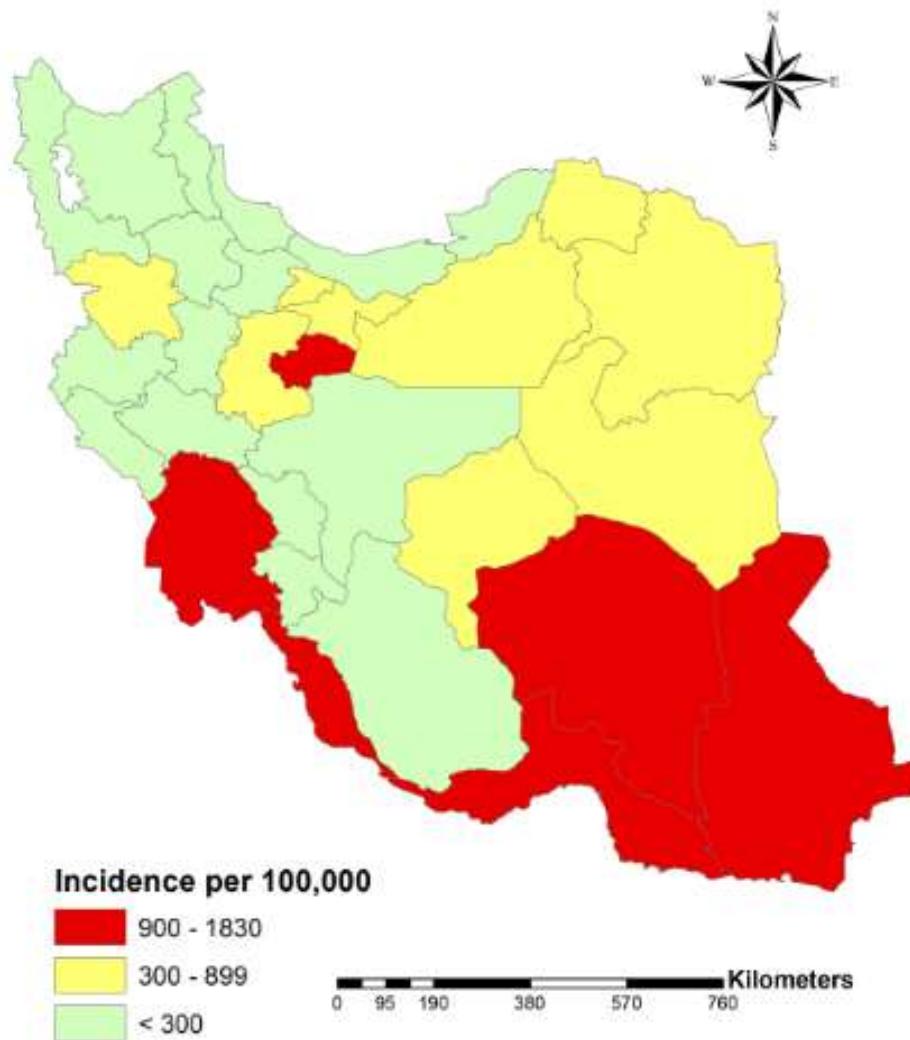 N
W E
S
Incidence per 100,000
900 - 1830
300 - 899
< 300
Kilometers
0 95 190 380 570 760